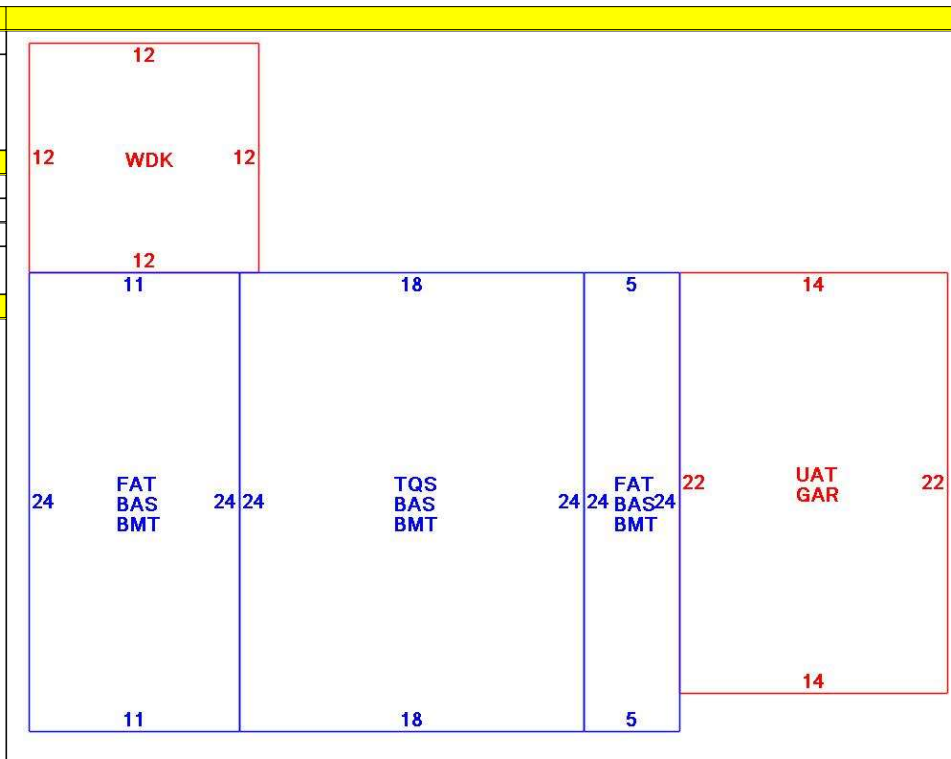 12
12 WDK 12
12
11 18 5 14
FAT
BAS
BMT
24 24
TQS
BAS
BMT
24 24
FAT
BAS
BMT
24 24
UAT
GAR
22 22
14
11 18 5